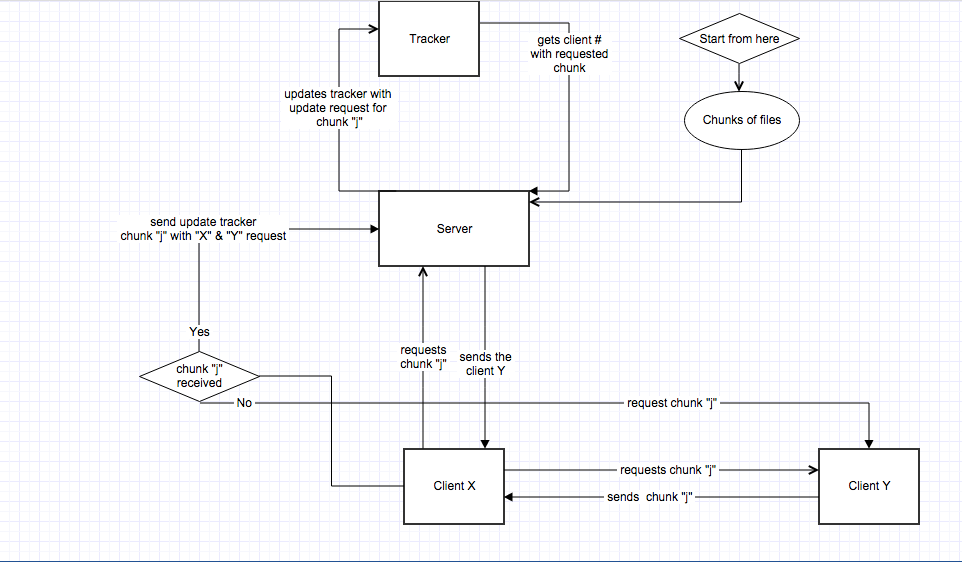 Tracker
gets client #
with requested
chunk
Start from here
updates tracker with
update request for
chunk "j"
Chunks of files
send update tracker
chunk "j" with "X" & "Y" request
Server
Yes
chunk "j"
received
requests
chunk "j"
sends the
client Y
No
request chunk "j"
requests chunk "j"
Client X
Client Y
sends chunk "j"